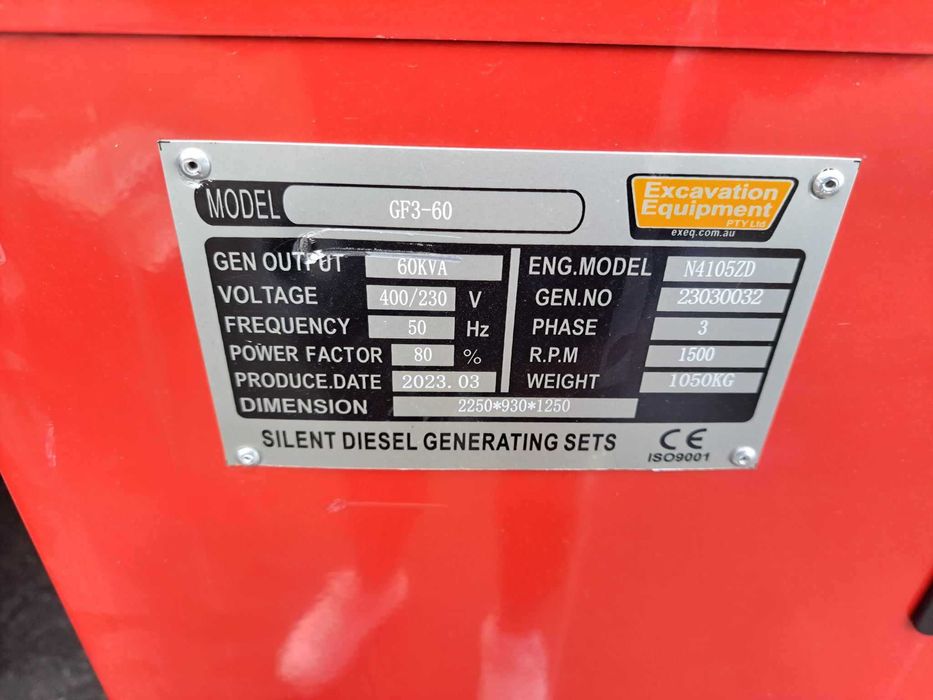 MODEL GF3-60
Excavation
Equipment
PTY Ltd
exeq.com.au
GEN OUTPUT 60KVA
VOLTAGE 400/230 V
FREQUENCY 50 Hz
POWER FACTOR 80 %
PRODUCE.DATE 2023.03
ENG.MODEL N4105ZD
GEN.NO 23030032
PHASE 3
R.P.M 1500
WEIGHT 1050KG
DIMENSION 2250*930*1250
SILENT DIESEL GENERATING SETS
CE
ISO9001